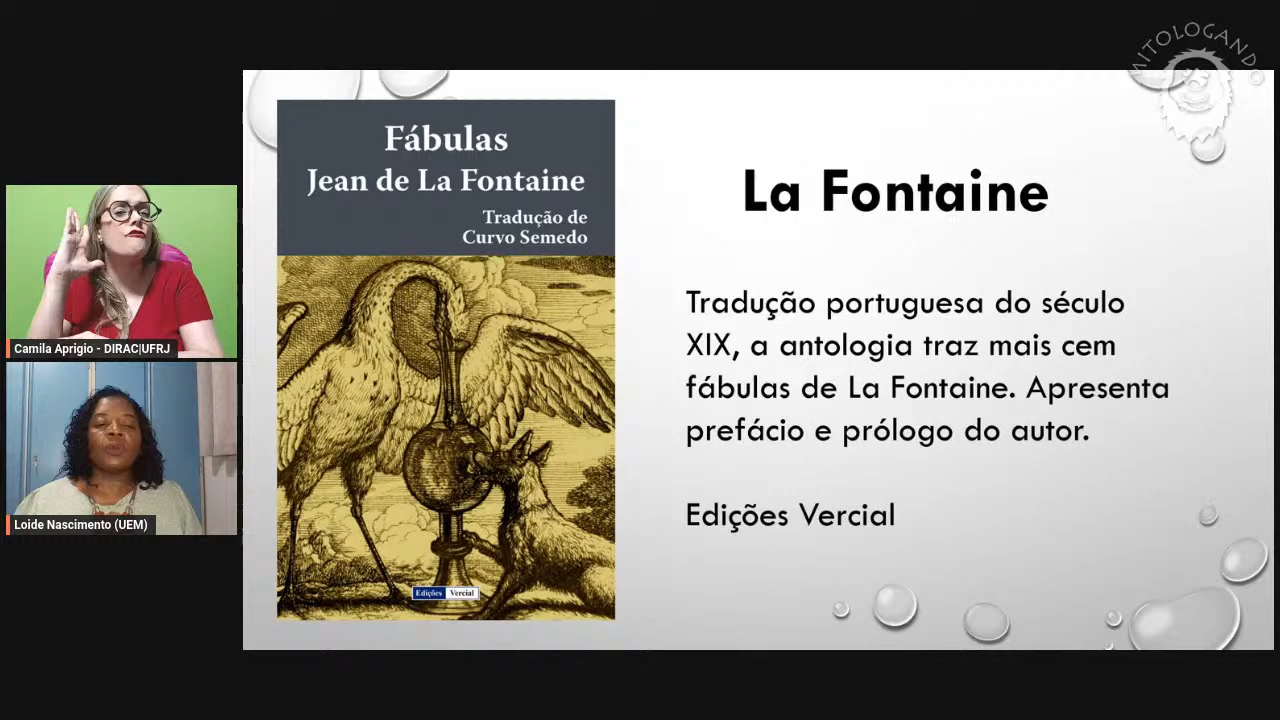 MITOLOGANDO
Fábulas
Jean de La Fontaine
Tradução de
Curvo Semedo
Edições Vercial
La Fontaine
Tradução portuguesa do século
XIX, a antologia traz mais cem
fábulas de La Fontaine. Apresenta
prefácio e prólogo do autor.
Edições Vercial
Camila Aprigio - DIRAC|UFRJ
Loide Nascimento (UEM)